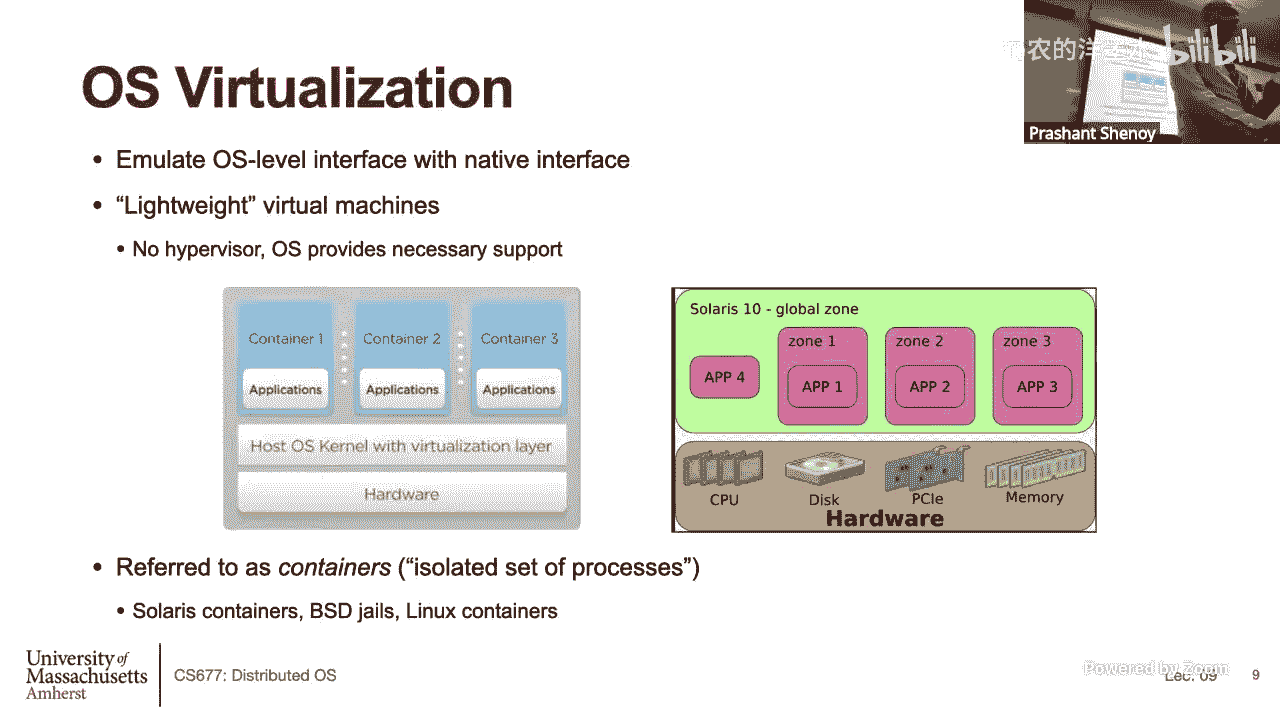 OS Virtualization
的洋
bilibili
Prashant Shenoy
• Emulate OS-level interface with native interface
• “Lightweight” virtual machines
• No hypervisor, OS provides necessary support
Container 1
Container 2
Container 3
Applications
Applications
Applications
Host OS Kernel with virtualization layer
Hardware
Solaris 10 - global zone
zone 1
zone 2
zone 3
APP 4
APP 1
APP 2
APP 3
CPU
Disk
PCIe
Memory
Hardware
• Referred to as containers (“isolated set of processes”)
• Solaris containers, BSD jails, Linux containers
University of
Massachusetts
Amherst
CS677: Distributed OS
Powered by Zoom
Lec. 09
9